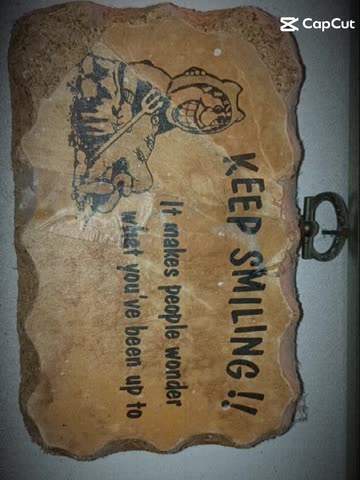 CapCut
KEEP SMILING!!
It makes people wonder
what you've been up to